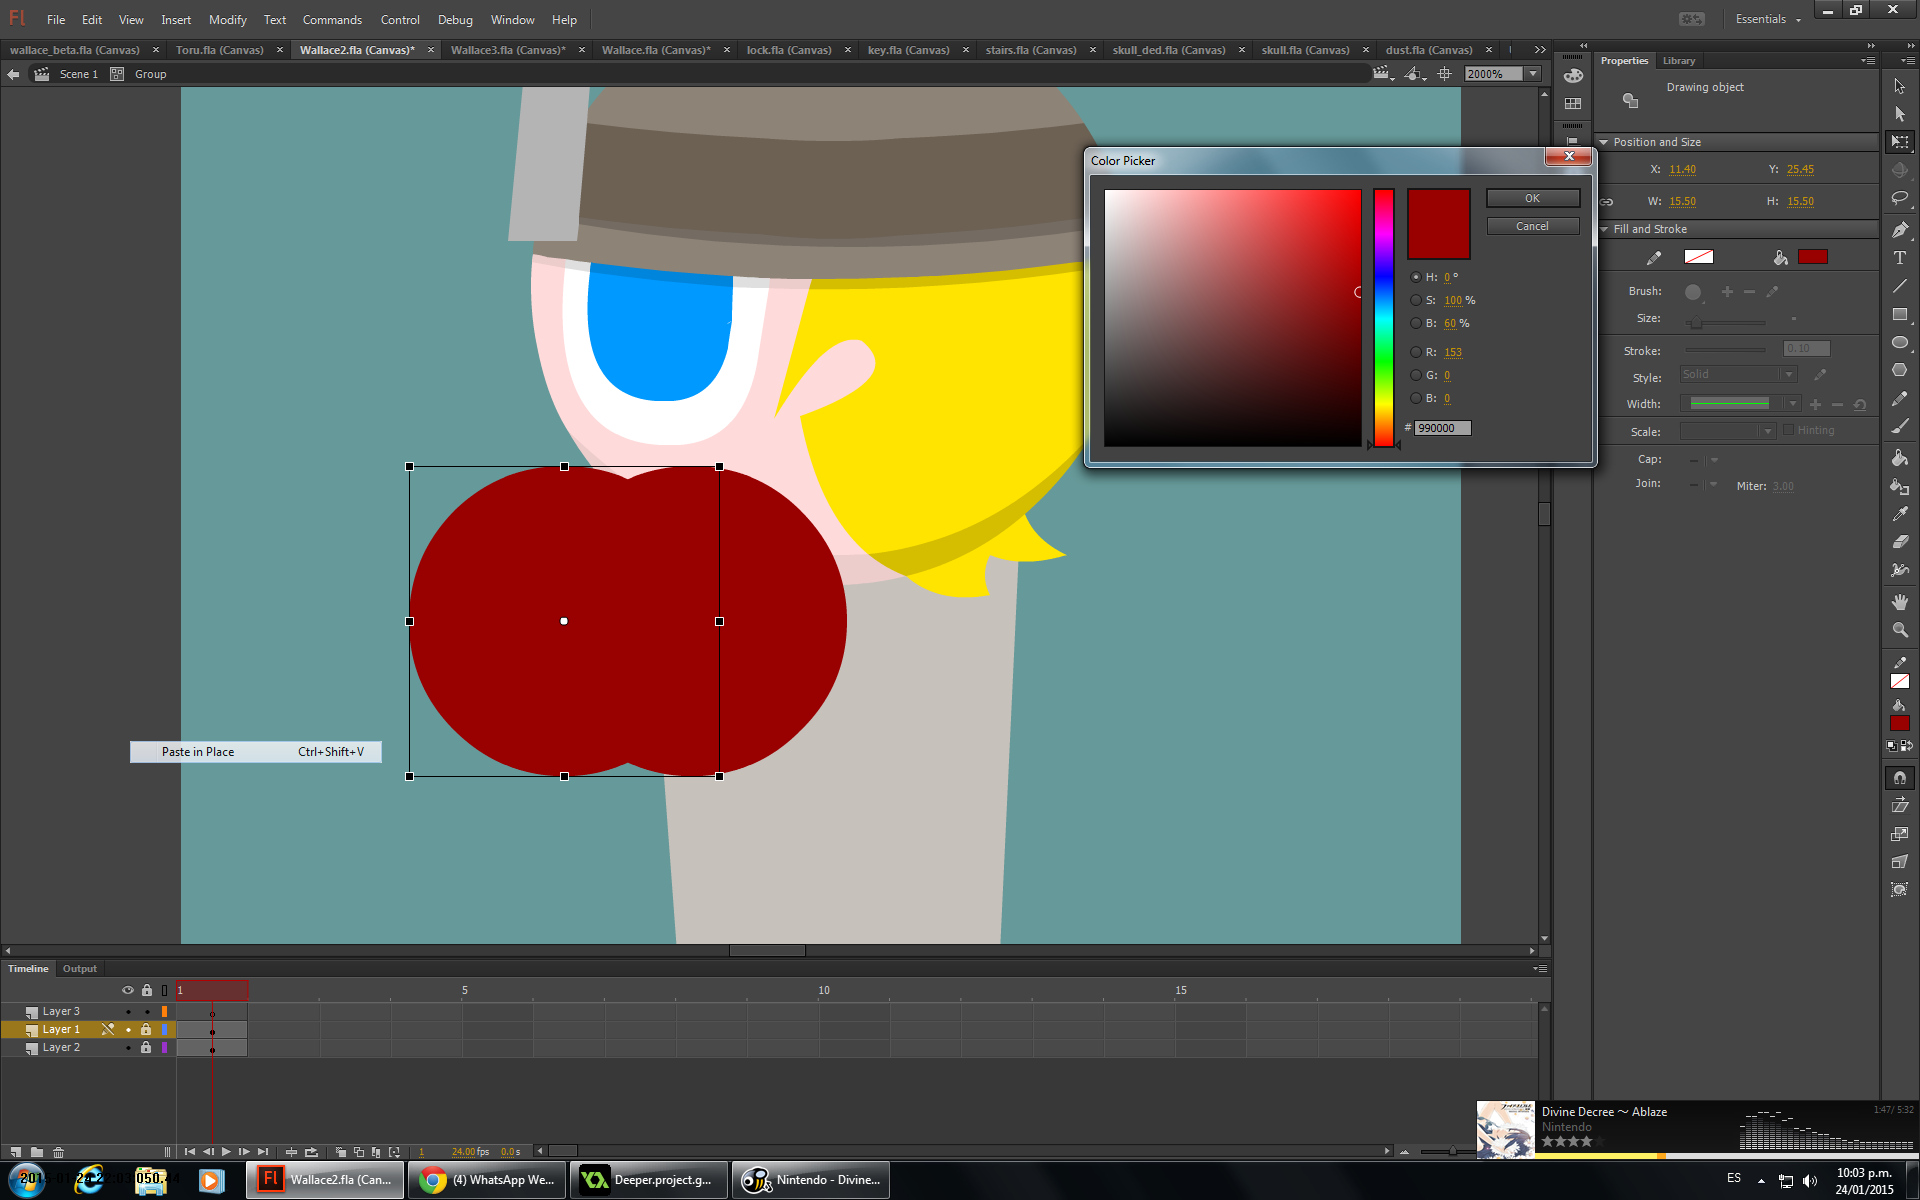 Fl File Edit View Insert Modify Text Commands Control Debug Window Help Essentials
wallace_beta.fla (Canvas) × Toru.fla (Canvas) × Wallace2.fla (Canvas)* × Wallace3.fla (Canvas)* × Wallace.fla (Canvas)* × lock.fla (Canvas) × key.fla (Canvas) × stairs.fla (Canvas) × skull_ded.fla (Canvas) × skull.fla (Canvas) × dust.fla (Canvas) ×
Scene 1 Group 2000%
Properties Library
Drawing object
Position and Size
X: 11.40 Y: 25.45
W: 15.50 H: 15.50
Fill and Stroke
Brush:
Size:
Stroke: 0.10
Style: Solid
Width:
Scale: Hinting
Cap:
Join: Miter: 3.00
Color Picker
OK
Cancel
H: 0 °
S: 100 %
B: 60 %
R: 153
G: 0
B: 0
# 990000
Paste in Place Ctrl+Shift+V
Timeline Output
1 5 10 15
Layer 3
Layer 1
Layer 2
1 24.00 fps 0.0 s
Divine Decree ～ Ablaze 1:47/ 5:32
Nintendo
Fl Wallace2.fla (Can...
(4) WhatsApp We...
Deeper.project.g...
Nintendo - Divine...
ES
10:03 p.m.
24/01/2015